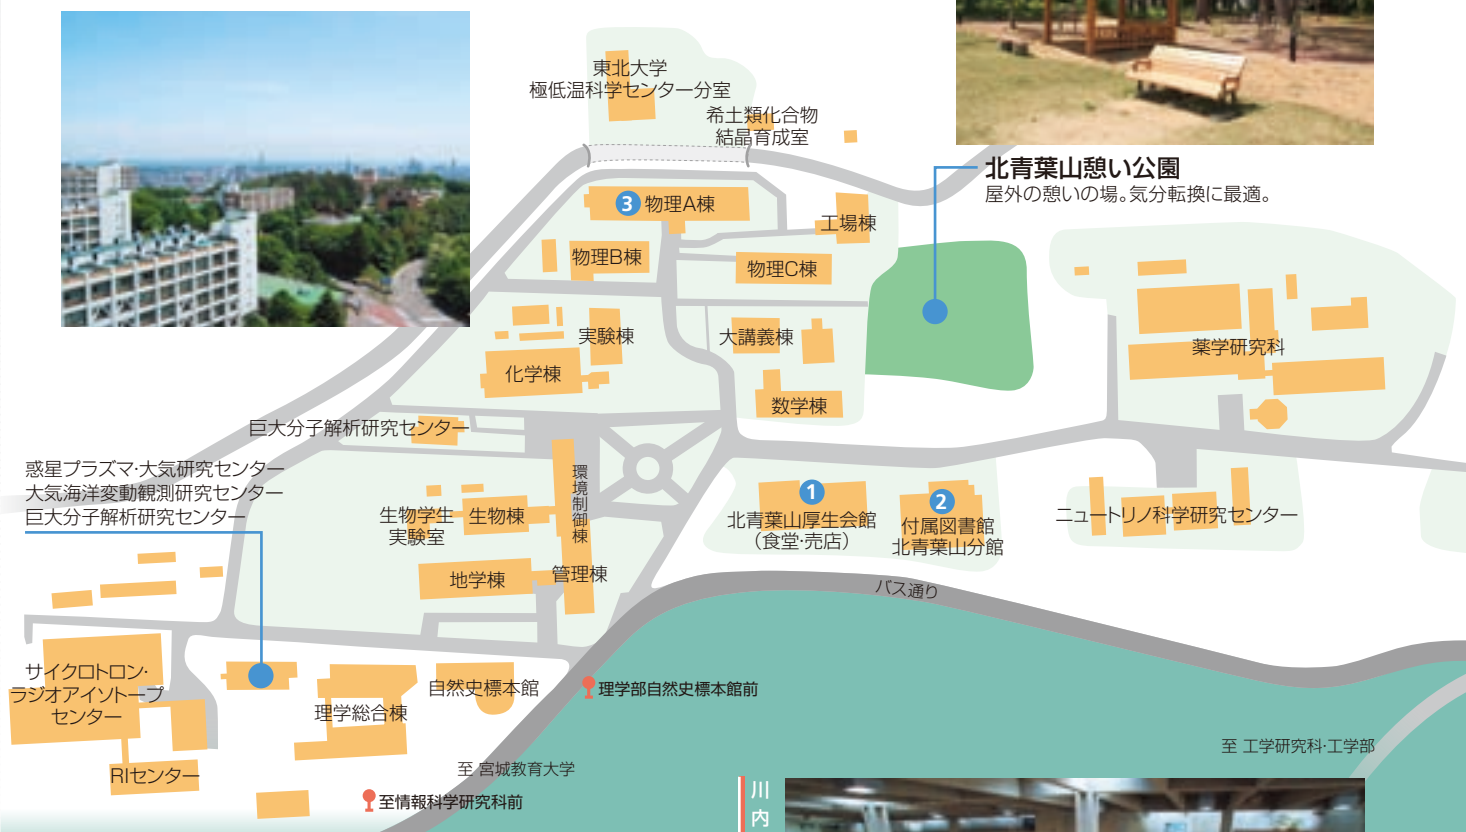 東北大学
極低温科学センター分室
希土類化合物
結晶育成室
北青葉山憩い公園
屋外の憩いの場。気分転換に最適。
3 物理A棟
工場棟
物理B棟
物理C棟
実験棟
大講義棟
薬学研究科
化学棟
数学棟
巨大分子解析研究センター
惑星プラズマ・大気研究センター
大気海洋変動観測研究センター
巨大分子解析研究センター
環境制御棟
生物学生
実験室
生物棟
1
北青葉山厚生会館
（食堂・売店）
2
付属図書館
北青葉山分館
ニュートリノ科学研究センター
地学棟
管理棟
バス通り
サイクロトロン・
ラジオアイソトープ
センター
自然史標本館
理学部自然史標本館前
理学総合棟
至 工学研究科・工学部
RIセンター
至 宮城教育大学
至情報科学研究科前
川内